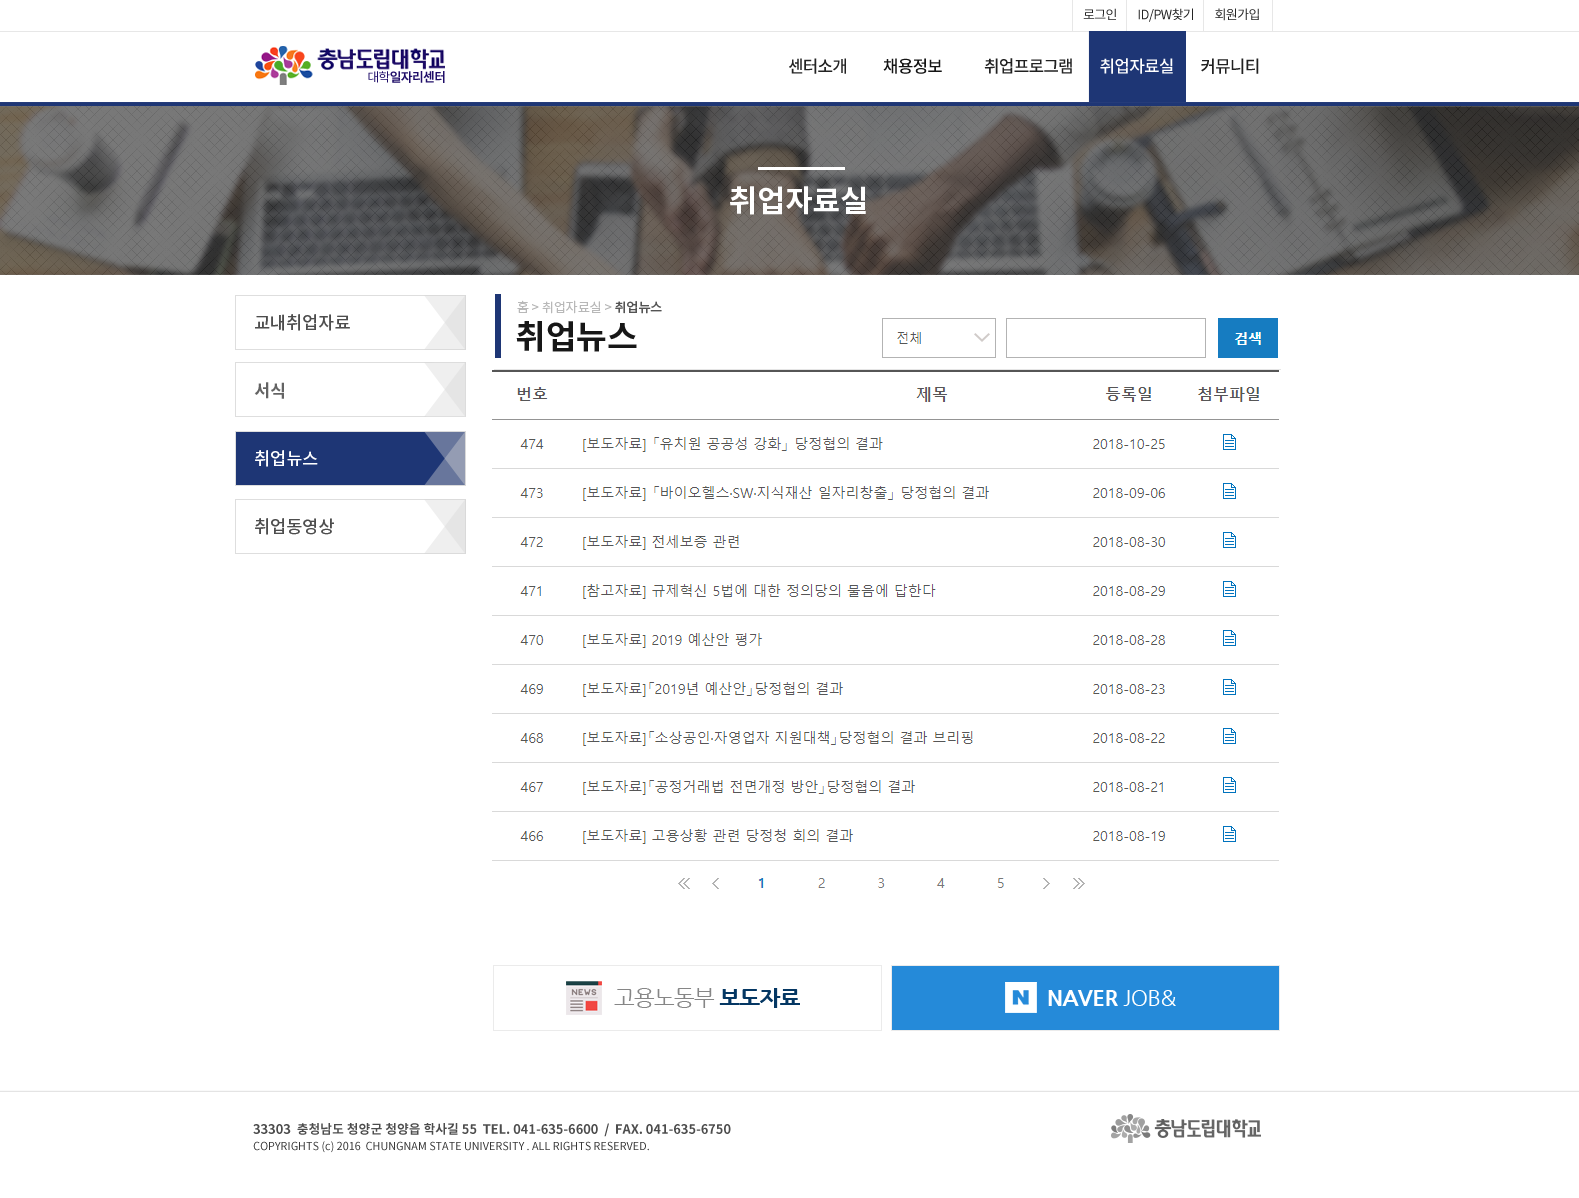 로그인
ID/PW찾기
회원가입
충남도립대학교
대학일자리센터
센터소개
채용정보
취업프로그램
취업자료실
커뮤니티
취업자료실
교내취업자료
서식
취업뉴스
취업동영상
홈 > 취업자료실 > 취업뉴스
취업뉴스
전체
검색
번호 제목 등록일 첨부파일
474 [보도자료] 「유치원 공공성 강화」 당정협의 결과 2018-10-25
473 [보도자료] 「바이오헬스·SW·지식재산 일자리창출」 당정협의 결과 2018-09-06
472 [보도자료] 전세보증 관련 2018-08-30
471 [참고자료] 규제혁신 5법에 대한 정의당의 물음에 답한다 2018-08-29
470 [보도자료] 2019 예산안 평가 2018-08-28
469 [보도자료]「2019년 예산안」당정협의 결과 2018-08-23
468 [보도자료]「소상공인·자영업자 지원대책」당정협의 결과 브리핑 2018-08-22
467 [보도자료]「공정거래법 전면개정 방안」당정협의 결과 2018-08-21
466 [보도자료] 고용상황 관련 당정청 회의 결과 2018-08-19
1 2 3 4 5
NEWS
고용노동부 보도자료
N NAVER JOB&
33303 충청남도 청양군 청양읍 학사길 55 TEL. 041-635-6600 / FAX. 041-635-6750
COPYRIGHTS (c) 2016 CHUNGNAM STATE UNIVERSITY . ALL RIGHTS RESERVED.
충남도립대학교